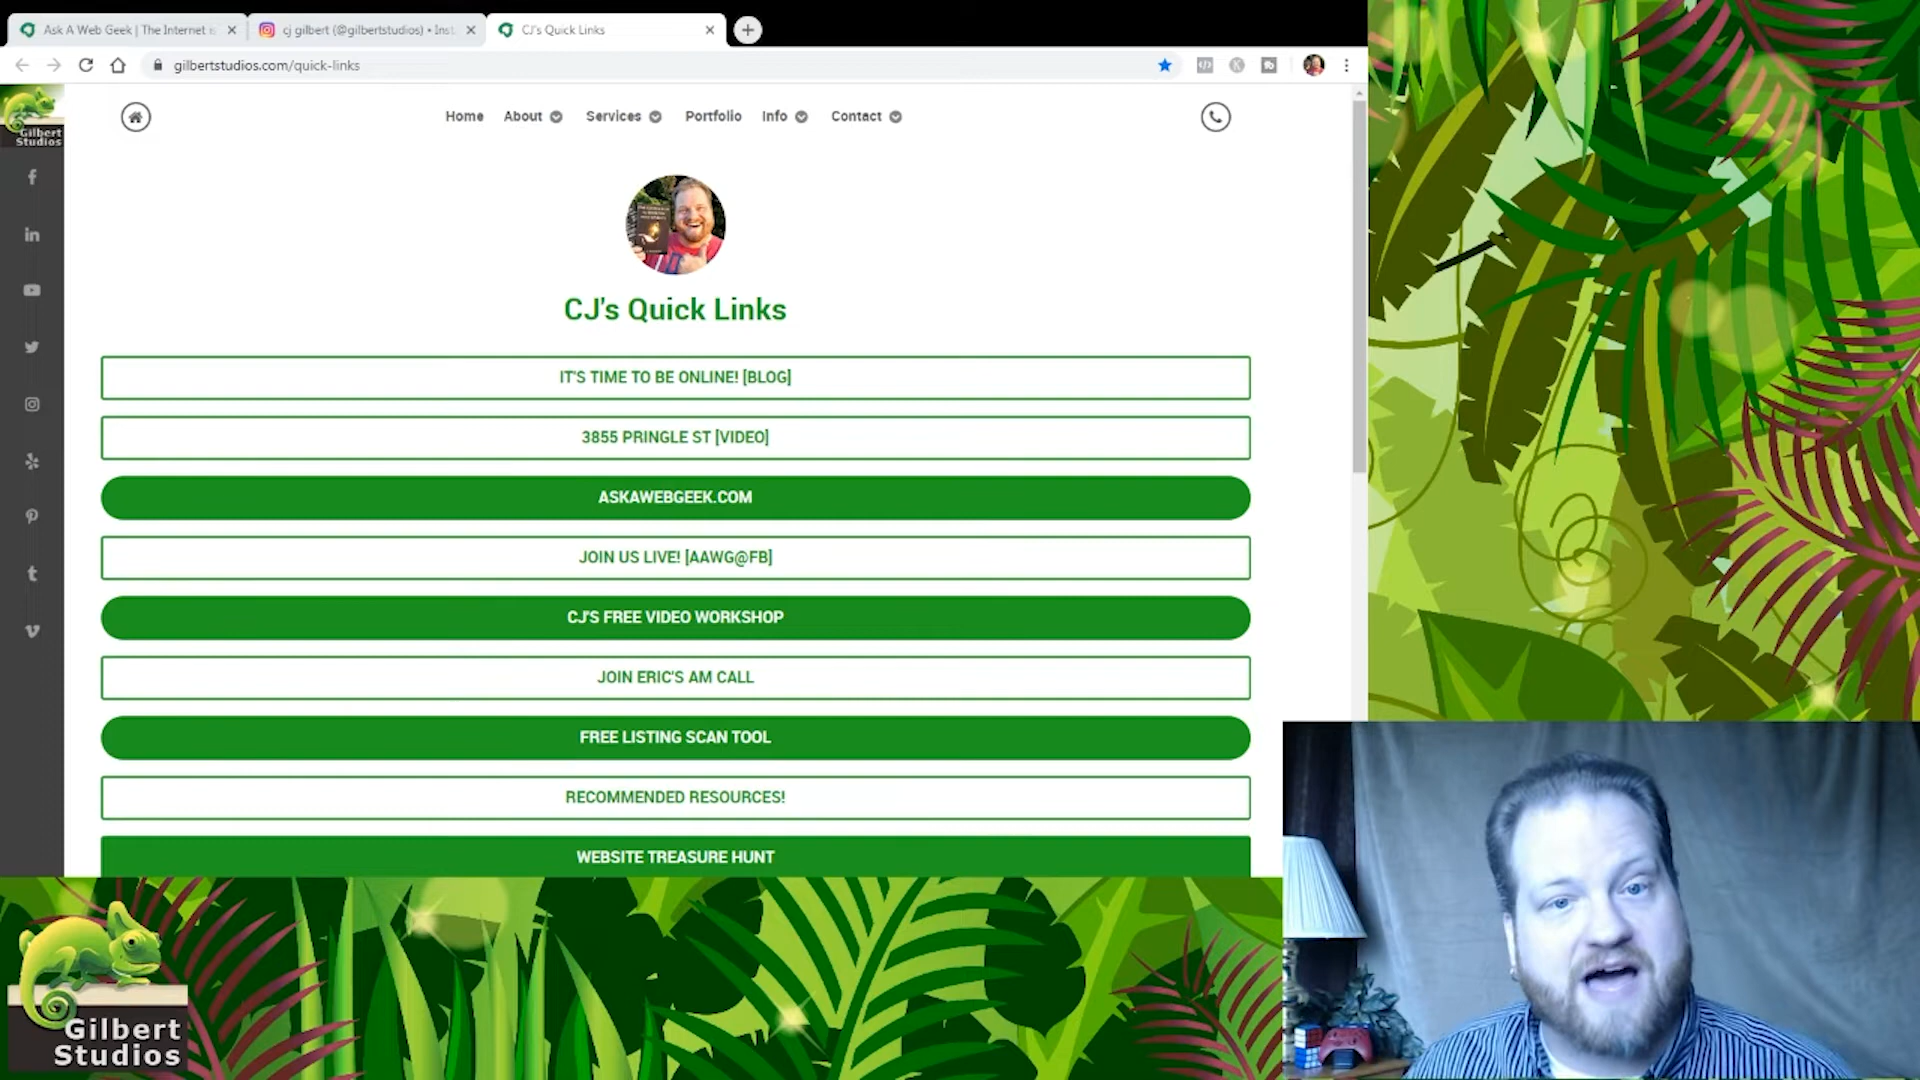 Ask A Web Geek | The Internet is
cj gilbert (@gilbertstudios) • Inst
CJ's Quick Links
gilbertstudios.com/quick-links
Gilbert
Studios
Home
About
Services
Portfolio
Info
Contact
CJ's Quick Links
IT'S TIME TO BE ONLINE! [BLOG]
3855 PRINGLE ST [VIDEO]
ASKAWEBGEEK.COM
JOIN US LIVE! [AAWG@FB]
CJ'S FREE VIDEO WORKSHOP
JOIN ERIC'S AM CALL
FREE LISTING SCAN TOOL
RECOMMENDED RESOURCES!
WEBSITE TREASURE HUNT
Gilbert
Studios